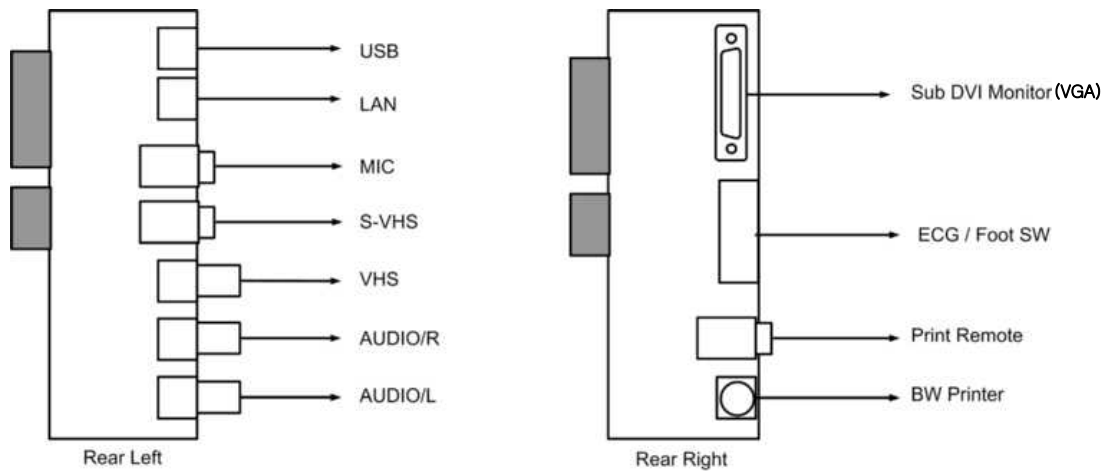 USB
LAN
MIC
S-VHS
VHS
AUDIO/R
AUDIO/L
Rear Left
Sub DVI Monitor (VGA)
ECG / Foot SW
Print Remote
BW Printer
Rear Right